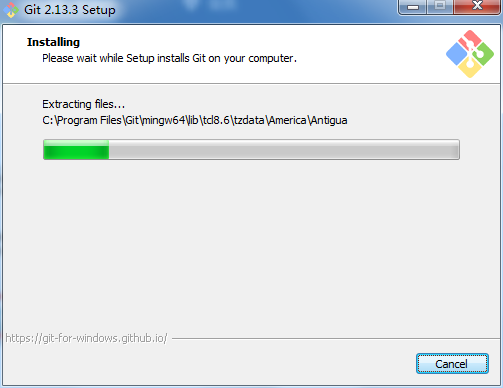 Git 2.13.3 Setup
Installing
Please wait while Setup installs Git on your computer.
Extracting files...
C:\Program Files\Git\mingw64\lib\tcl8.6\tzdata\America\Antigua
https://git-for-windows.github.io/
Cancel